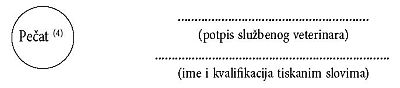 Pečat (4)
(potpis službenog veterinara)
(ime i kvalifikacija tiskanim slovima)